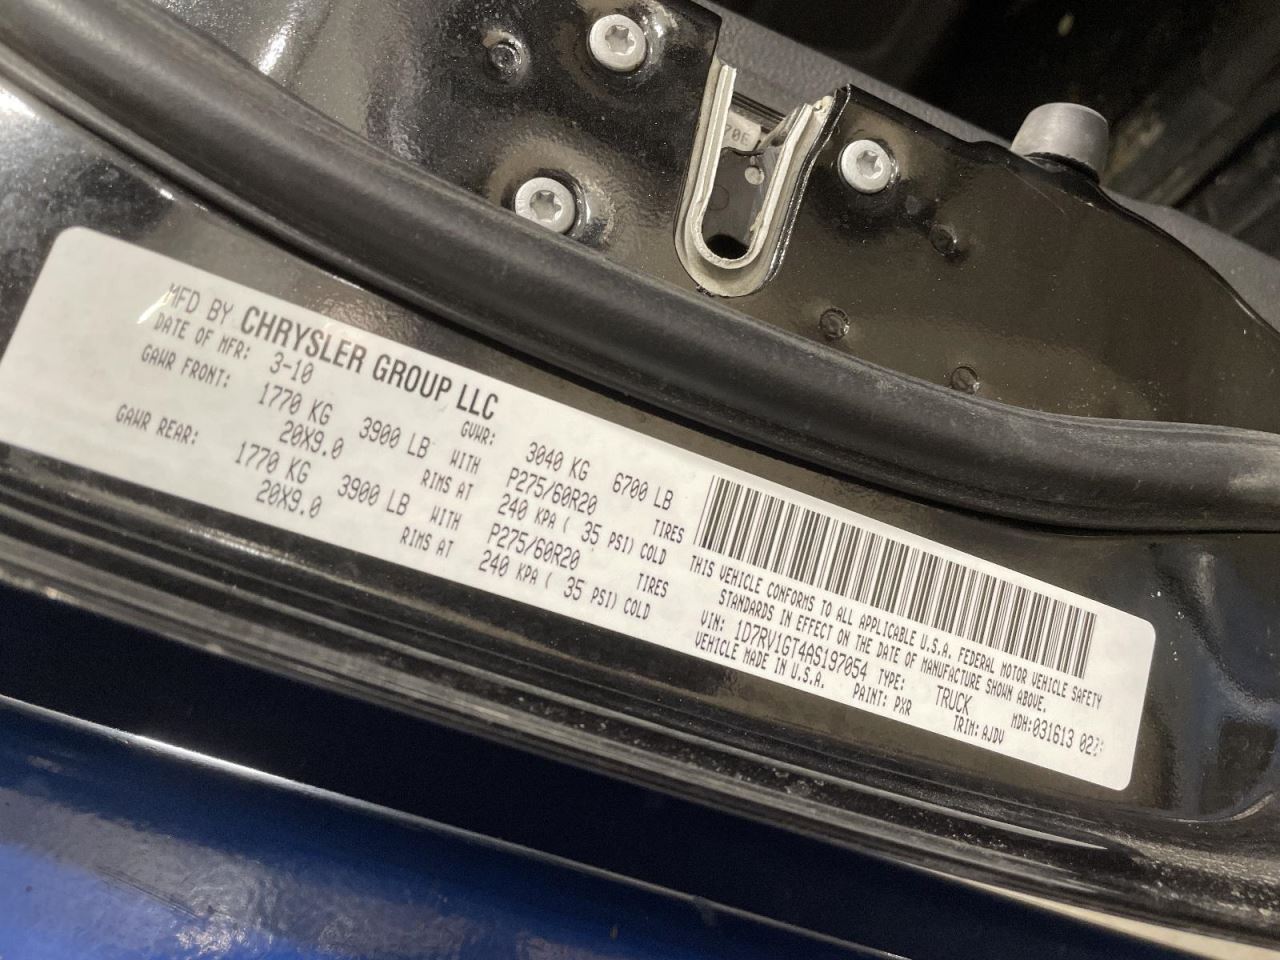 706
MFD BY CHRYSLER GROUP LLC
DATE OF MFR: 3-10 GVWR: 3040 KG 6700 LB
GAWR FRONT: 1770 KG 3900 LB WITH P275/60R20 TIRES
20X9.0 RIMS AT 240 KPA ( 35 PSI) COLD
GAWR REAR: 1770 KG 3900 LB WITH P275/60R20 TIRES
20X9.0 RIMS AT 240 KPA ( 35 PSI) COLD
THIS VEHICLE CONFORMS TO ALL APPLICABLE U.S.A. FEDERAL MOTOR VEHICLE SAFETY
STANDARDS IN EFFECT ON THE DATE OF MANUFACTURE SHOWN ABOVE.
VIN: 1D7RV1GT4AS197054 TYPE: TRUCK MDH:031613
VEHICLE MADE IN U.S.A. PAINT: PXR TRIM: AJDV